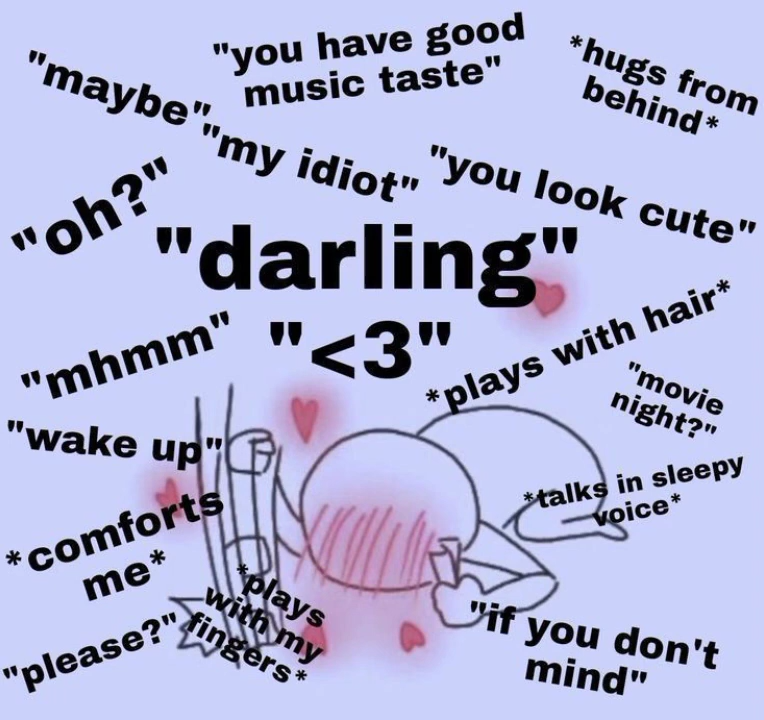 "you have good
music taste"
*hugs from
behind*
"maybe"
"my idiot"
"you look cute"
"oh?"
"darling"
"<3"
*plays with hair*
"mhmm"
"movie
night?"
"wake up"
*talks in sleepy
voice*
*comforts
me*
*plays
with my
fingers*
"please?"
"if you don't
mind"